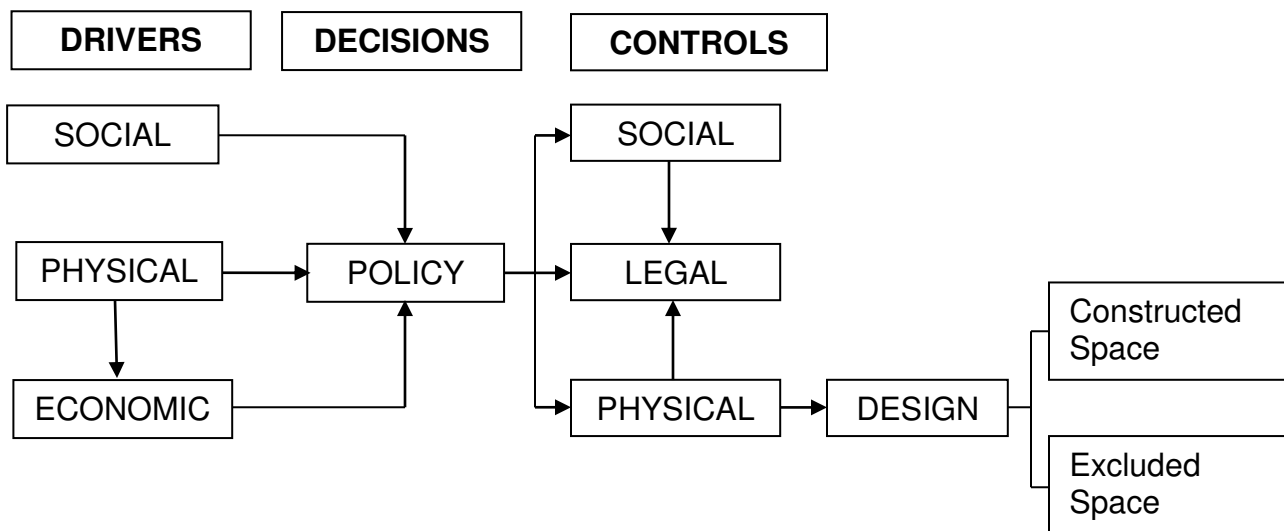 DRIVERS
DECISIONS
CONTROLS
SOCIAL
SOCIAL
PHYSICAL
POLICY
LEGAL
ECONOMIC
PHYSICAL
DESIGN
Constructed
Space
Excluded
Space